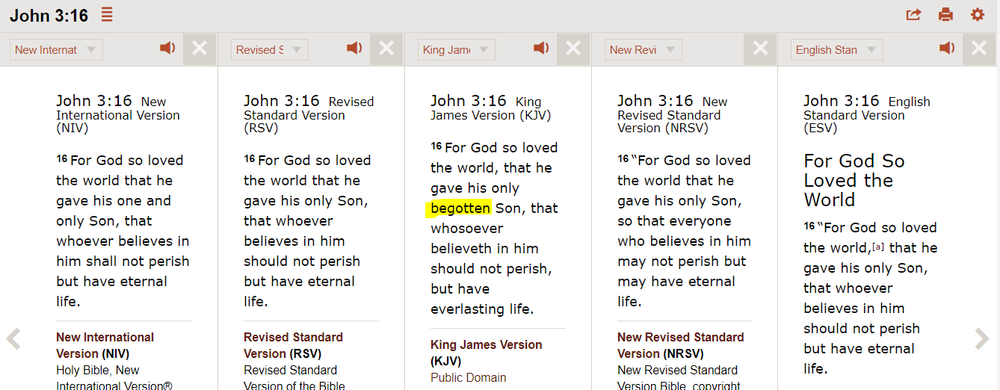 John 3:16
New Internat
Revised S
King Jame
New Revi
English Stan
John 3:16 New
International Version
(NIV)
16 For God so loved
the world that he
gave his one and
only Son, that
whoever believes in
him shall not perish
but have eternal
life.
New International
Version (NIV)
Holy Bible, New
International Version®
John 3:16 Revised
Standard Version
(RSV)
16 For God so loved
the world that he
gave his only Son,
that whoever
believes in him
should not perish
but have eternal
life.
Revised Standard
Version (RSV)
Revised Standard
Version of the Bible
John 3:16 King
James Version (KJV)
16 For God so loved
the world, that he
gave his only
begotten Son, that
whosoever
believeth in him
should not perish,
but have
everlasting life.
King James Version
(KJV)
Public Domain
John 3:16 New
Revised Standard
Version (NRSV)
16 “For God so loved
the world that he
gave his only Son,
so that everyone
who believes in him
may not perish but
may have eternal
life.
New Revised Standard
Version (NRSV)
New Revised Standard
Version Bible, copyright
John 3:16 English
Standard Version
(ESV)
For God So
Loved the
World
16 “For God so loved
the world,[a] that he
gave his only Son,
that whoever
believes in him
should not perish
but have eternal
life.